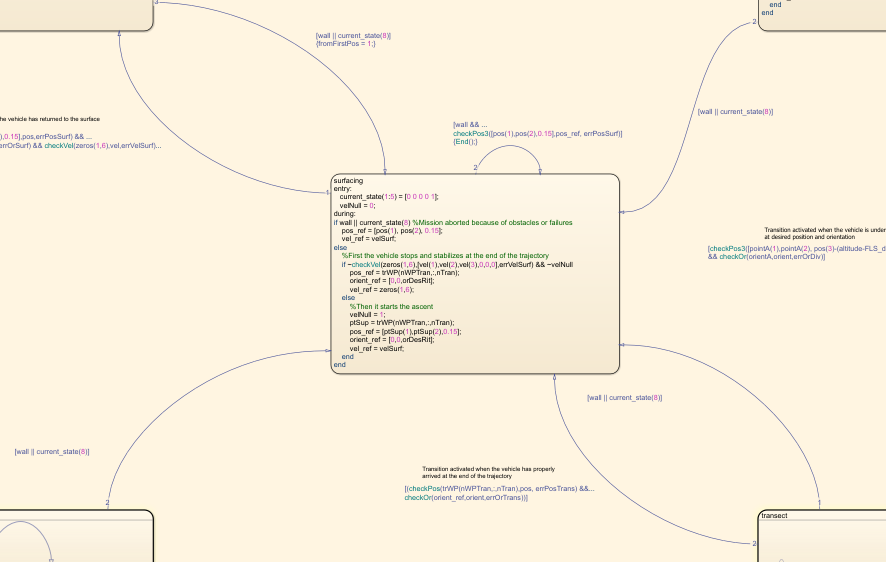 3
[wall || current_state(8)]
{fromFirstPos = 1;}
end
end
2
[wall || current_state(8)]
he vehicle has returned to the surface
),0.15],pos,errPosSurf) && ...
errOrSurf) && checkVel(zeros(1,6),vel,errVelSurf)...
[wall && ...
checkPos3([pos(1),pos(2),0.15],pos_ref, errPosSurf)]
{End();}
2
1
surfacing
entry:
current_state(1:5) = [0 0 0 0 1];
velNull = 0;
during:
if wall || current_state(8) %Mission aborted because of obstacles or failures
pos_ref = [pos(1), pos(2), 0.15];
vel_ref = velSurf;
else
%First the vehicle stops and stabilizes at the end of the trajectory
if ~checkVel(zeros(1,6),[vel(1),vel(2),vel(3),0,0,0],errVelSurf) && ~velNull
pos_ref = trWP(nWPTran,:,nTran);
orient_ref = [0,0,orDesRit];
vel_ref = zeros(1,6);
else
%Then it starts the ascent
velNull = 1;
ptSup = trWP(nWPTran,:,nTran);
pos_ref = [ptSup(1),ptSup(2),0.15];
orient_ref = [0,0,orDesRit];
vel_ref = velSurf;
end
end
Transition activated when the vehicle is unde
at desired position and orientation
[checkPos3([pointA(1),pointA(2), pos(3)-(altitude-FLS_d
&& checkOr(orientA,orient,errOrDiv)]
[wall || current_state(8)]
[wall || current_state(8)]
Transition activated when the vehicle has properly
arrived at the end of the trajectory
[(checkPos(trWP(nWPTran,:,nTran),pos, errPosTrans) &&...
checkOr(orient_ref,orient,errOrTrans))]
2
1
transect
2